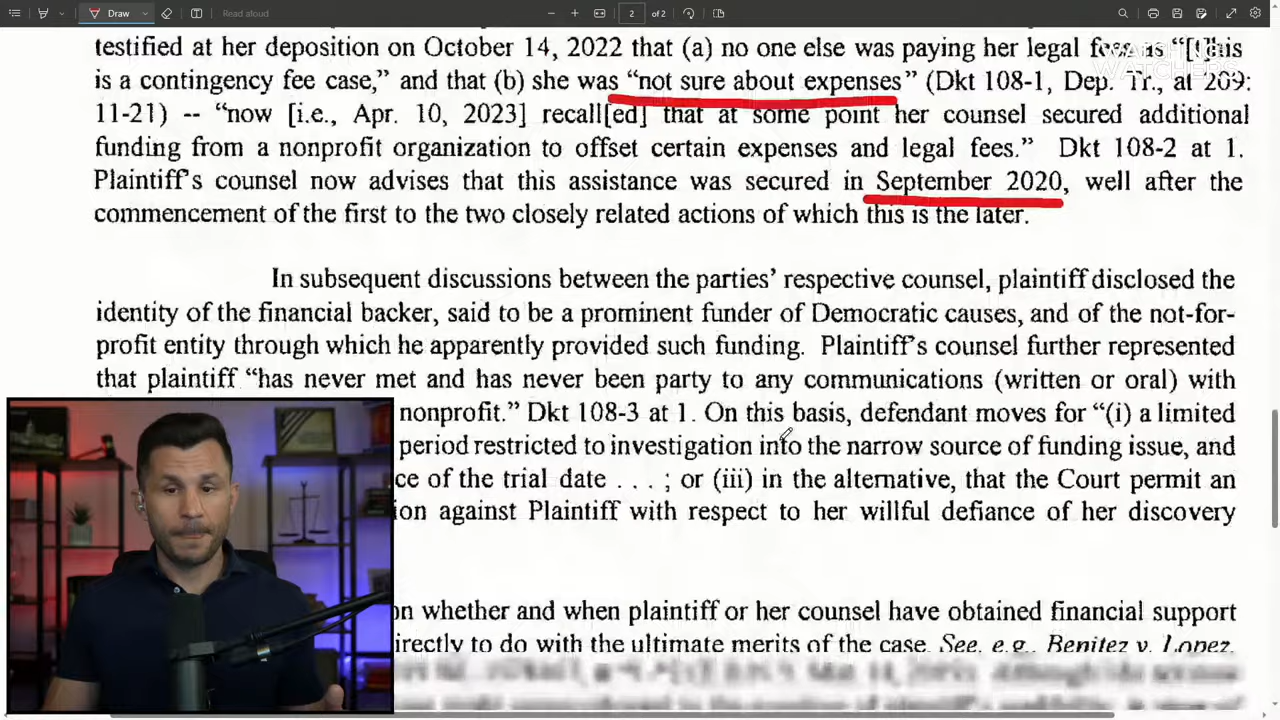 Draw
Read aloud
2 of 2
WATCHING
WATCHERS
testified at her deposition on October 14, 2022 that (a) no one else was paying her legal fees as “[t]his
is a contingency fee case,” and that (b) she was “not sure about expenses” (Dkt 108-1, Dep. Tr., at 209:
11-21) -- “now [i.e., Apr. 10, 2023] recall[ed] that at some point her counsel secured additional
funding from a nonprofit organization to offset certain expenses and legal fees.” Dkt 108-2 at 1.
Plaintiff's counsel now advises that this assistance was secured in September 2020, well after the
commencement of the first to the two closely related actions of which this is the later.
In subsequent discussions between the parties’ respective counsel, plaintiff disclosed the
identity of the financial backer, said to be a prominent funder of Democratic causes, and of the not-for-
profit entity through which he apparently provided such funding. Plaintiff's counsel further represented
that plaintiff “has never met and has never been party to any communications (written or oral) with
nonprofit.” Dkt 108-3 at 1. On this basis, defendant moves for “(i) a limited
period restricted to investigation into the narrow source of funding issue, and
ce of the trial date . . . ; or (iii) in the alternative, that the Court permit an
ion against Plaintiff with respect to her willful defiance of her discovery
on whether and when plaintiff or her counsel have obtained financial support
irectly to do with the ultimate merits of the case. See, e.g., Benitez v. Lopez,